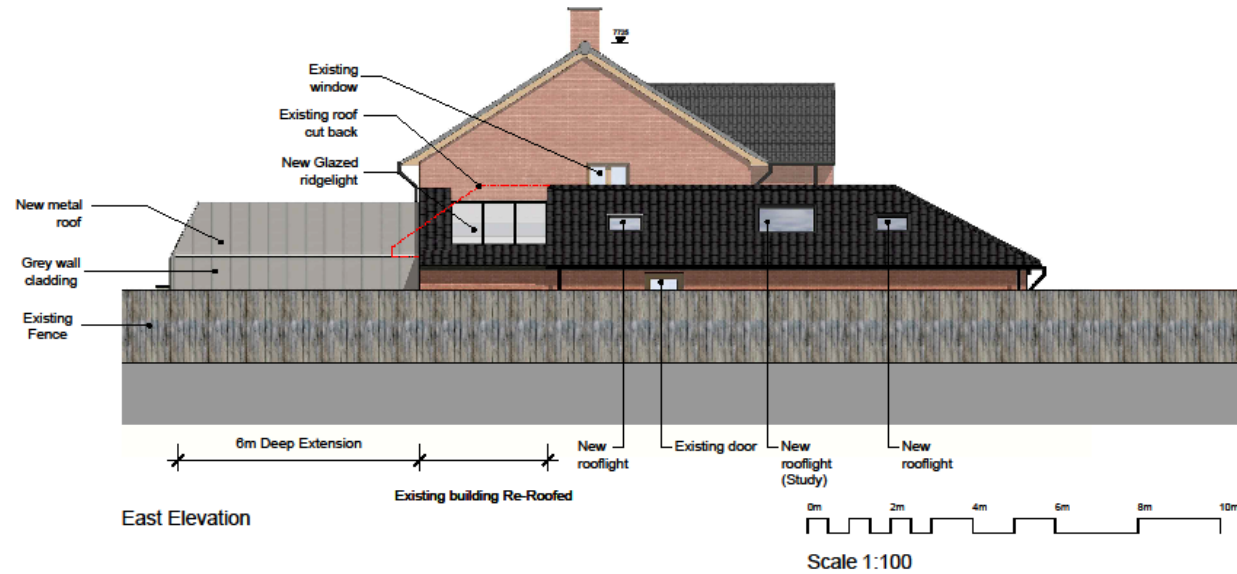 7725
Existing
window
Existing roof
cut back
New Glazed
ridgelight
New metal
roof
Grey wall
cladding
Existing
Fence
6m Deep Extension
Existing building Re-Roofed
New
rooflight
Existing door
New
rooflight
(Study)
New
rooflight
East Elevation
0m 2m 4m 6m 8m 10m
Scale 1:100